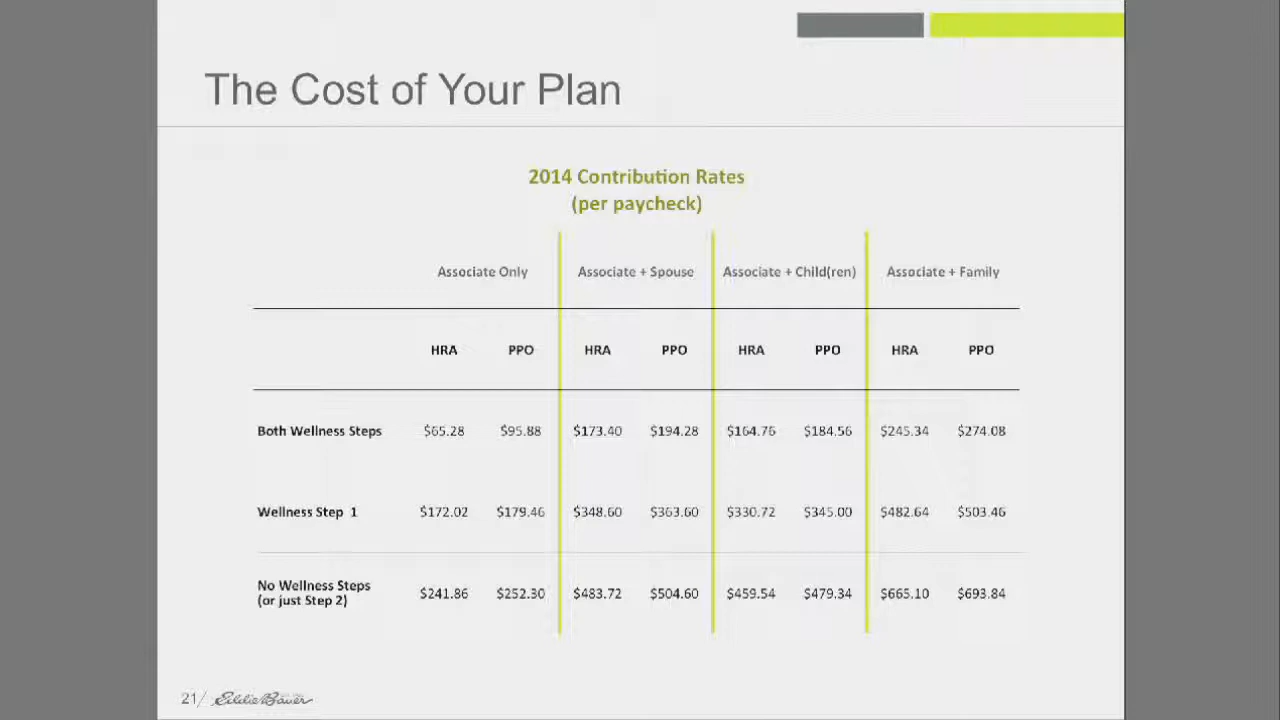 The Cost of Your Plan
2014 Contribution Rates
(per paycheck)
Associate Only Associate + Spouse Associate + Child(ren) Associate + Family
HRA PPO HRA PPO HRA PPO HRA PPO
Both Wellness Steps $65.28 $95.88 $173.40 $194.28 $164.76 $184.56 $245.34 $274.08
Wellness Step 1 $172.02 $179.46 $348.60 $363.60 $330.72 $345.00 $482.64 $503.46
No Wellness Steps
(or just Step 2) $241.86 $252.30 $483.72 $504.60 $459.54 $479.34 $665.10 $693.84
21/ Eddie Bauer